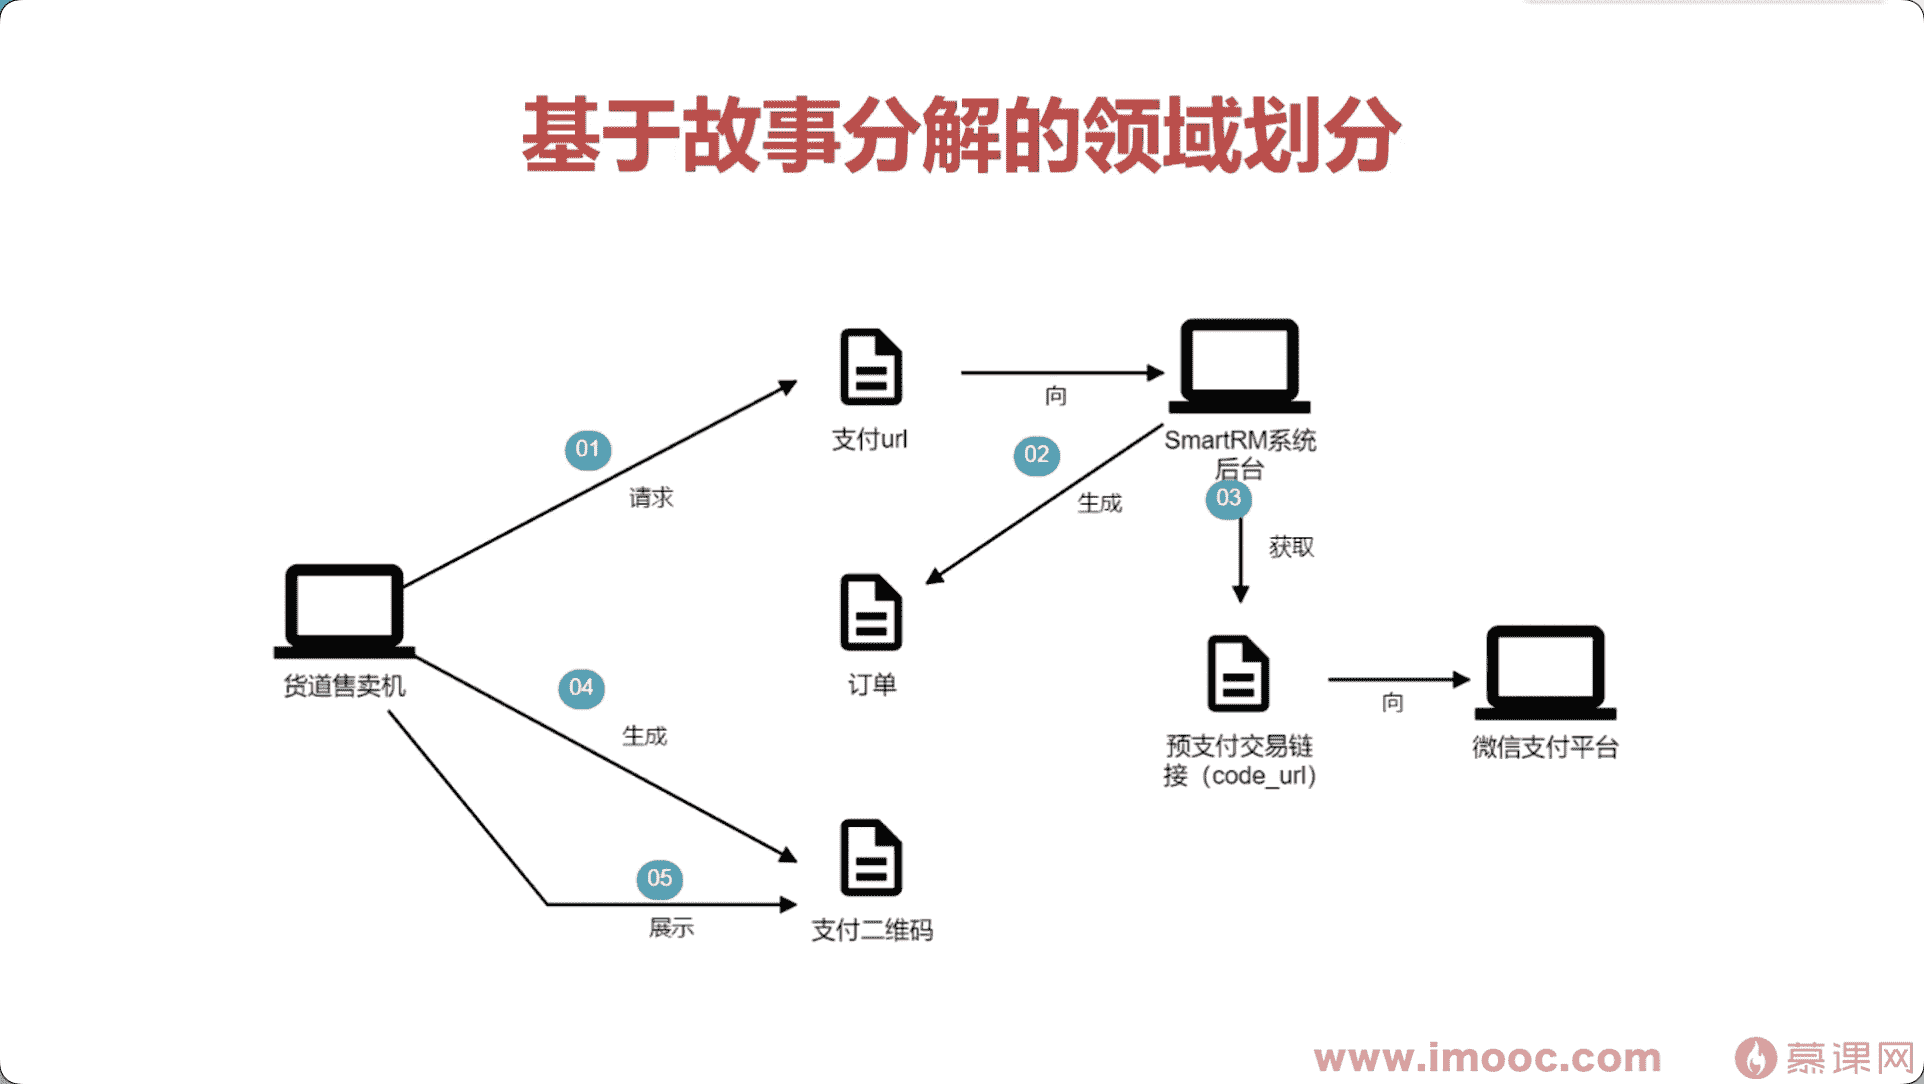 基于故事分解的领域划分
支付url
向
SmartRM系统
后台
01
请求
02
生成
03
获取
货道售卖机
订单
04
生成
预支付交易链
接（code_url）
向
微信支付平台
05
展示
支付二维码
www.imooc.com
慕课网